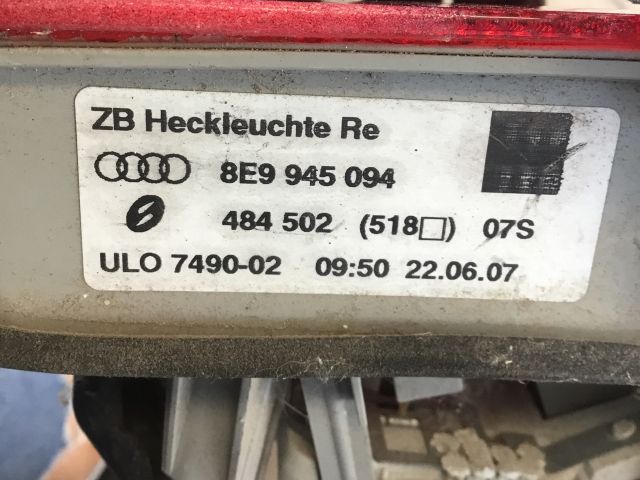 ZB Heckleuchte Re
8E9 945 094
484 502 (518□) 07S
ULO 7490-02 09:50 22.06.07